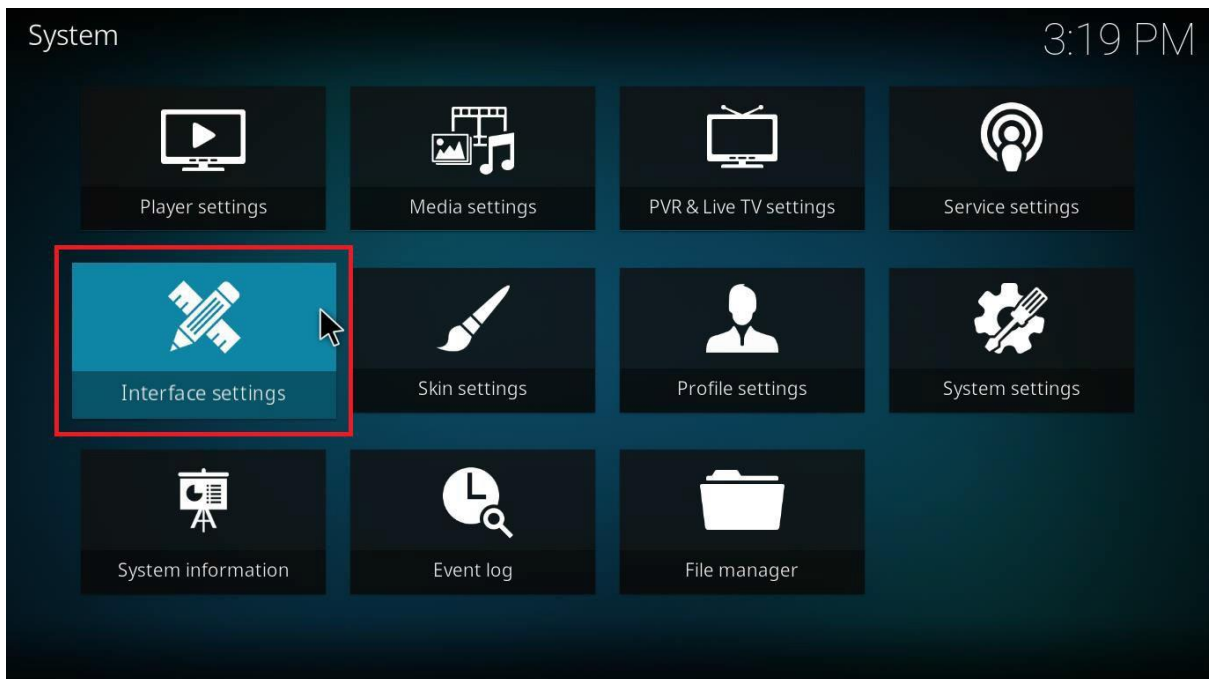 System
3:19 PM
Player settings
Media settings
PVR & Live TV settings
Service settings
Interface settings
Skin settings
Profile settings
System settings
System information
Event log
File manager